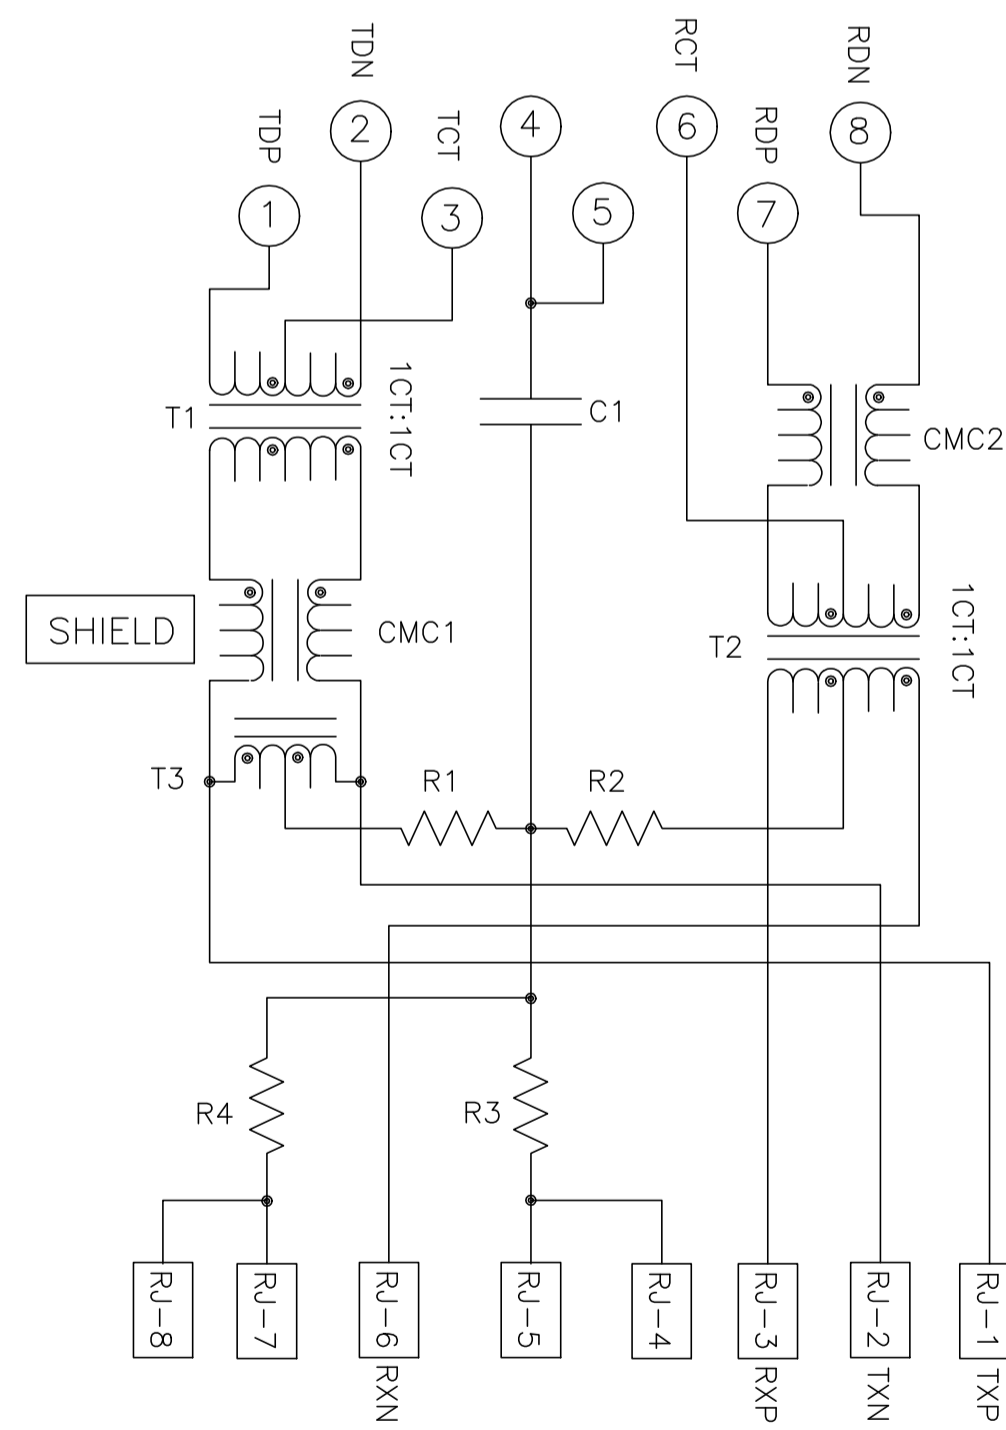 TDN
2
TDP
1
TCT
3
4
5
RCT
6
RDP
7
RDN
8
T1
1CT:1CT
C1
CMC2
SHIELD
CMC1
T2
1CT:1CT
T3
R1
R2
R4
R3
RJ-8
RJ-7
RJ-6 RXN
RJ-5
RJ-4
RJ-3 RXP
RJ-2 TXN
RJ-1 TXP